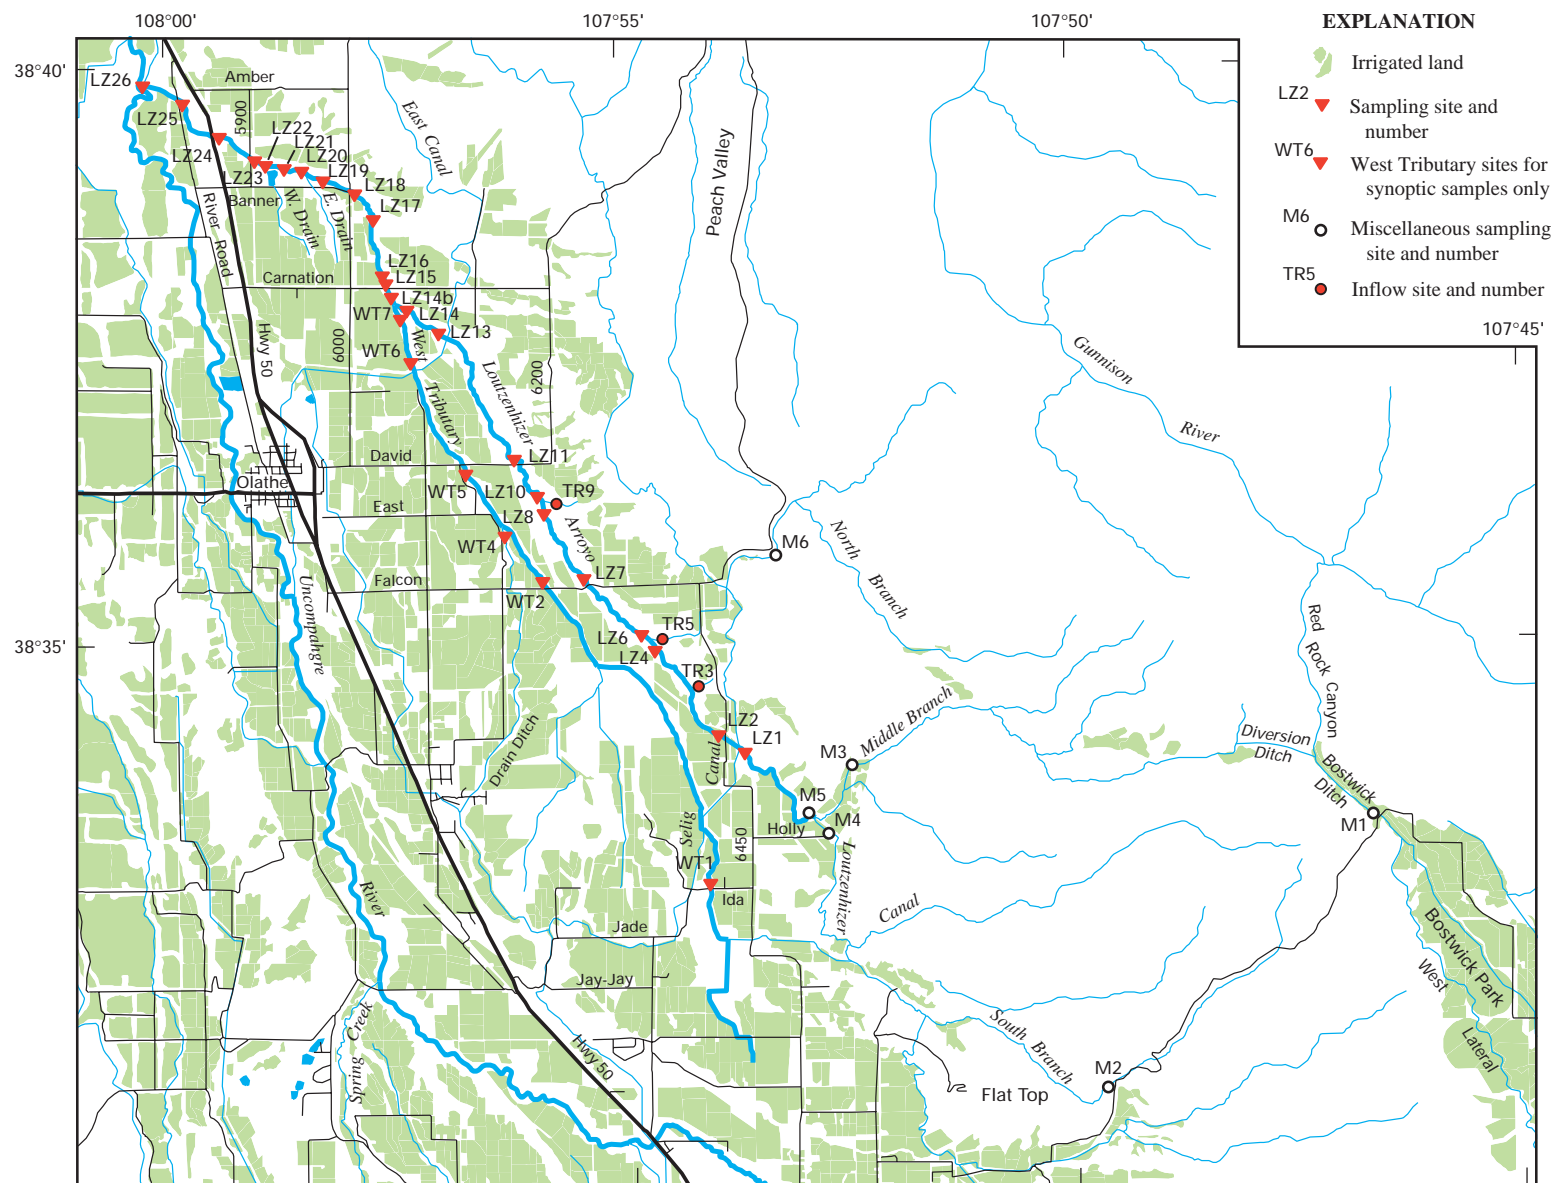 108°00'
107°55'
107°50'
EXPLANATION
Irrigated land
LZ2
Sampling site and
number
WT6
West Tributary sites for
synoptic samples only
M6
Miscellaneous sampling
site and number
TR5
Inflow site and number
107°45'
38°40'
LZ26
Amber
LZ25
5900
East Canal
LZ22
LZ21
LZ24
LZ20
LZ19
LZ23
LZ18
Banner
LZ17
W. Drain
E. Drain
River Road
Peach Valley
LZ16
Carnation
LZ15
LZ14b
WT7
LZ14
LZ13
Hwy 50
6000
West
WT6
Tributary
Loutzenhizer
6200
Gunnison
River
David
LZ11
Olathe
WT5
LZ10
TR9
East
LZ8
Arroyo
WT4
North
Branch
M6
Falcon
LZ7
WT2
Uncompahgre
TR5
LZ6
38°35'
LZ4
TR3
Red Rock Canyon
LZ2
Middle Branch
LZ1
Drain Ditch
Canal
M3
Diversion
Ditch
Bostwick
Ditch
M5
M4
M1
Holly
Selig
6450
WT1
Loutzenhizer
Canal
River
Ida
Jade
Bostwick Park
West
Lateral
Jay-Jay
Spring Creek
South Branch
Hwy 50
M2
Flat Top